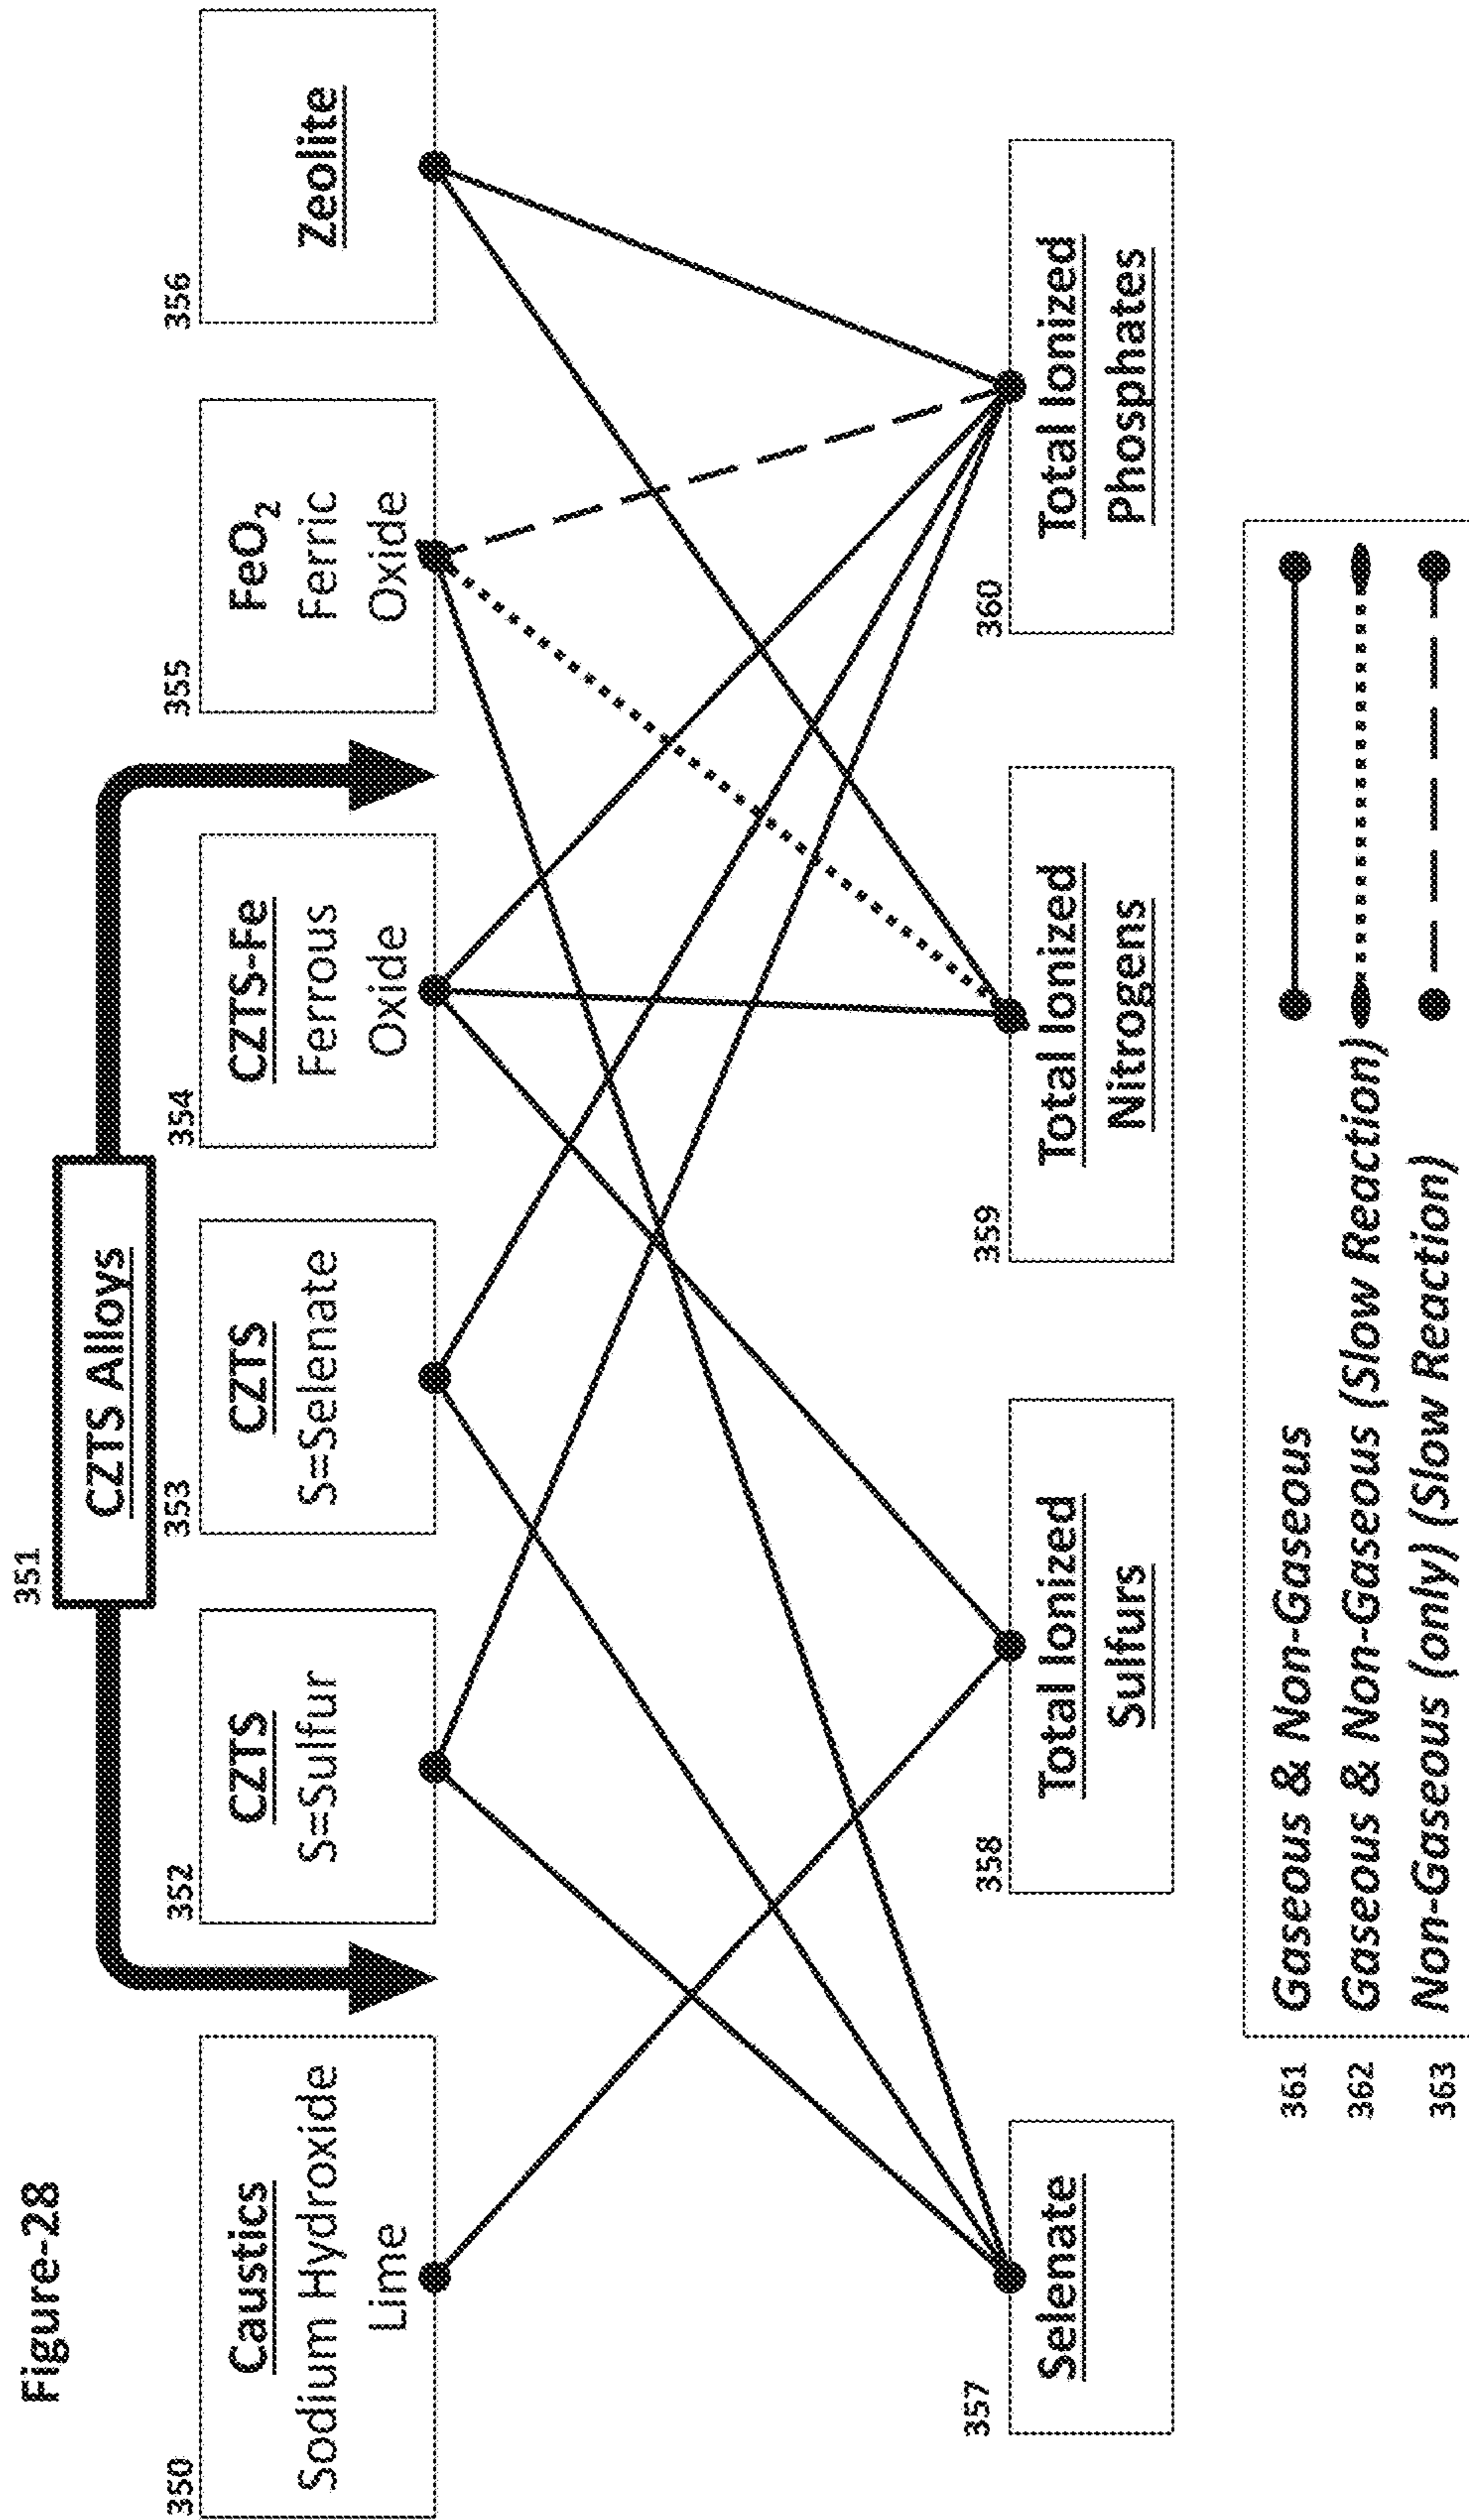 Figure-28
351
CZTS Alloys
350
Caustics
Sodium Hydroxide
Lime
352
CZTS
S=Sulfur
353
CZTS
S=Selenate
354
CZTS-Fe
Ferrous
Oxide
355
FeO₂
Ferric
Oxide
356
Zeolite
357
Selenate
358
Total Ionized
Sulfurs
359
Total Ionized
Nitrogens
360
Total Ionized
Phosphates
361
Gaseous & Non-Gaseous
362
Gaseous & Non-Gaseous (Slow Reaction)
363
Non-Gaseous (only) (Slow Reaction)